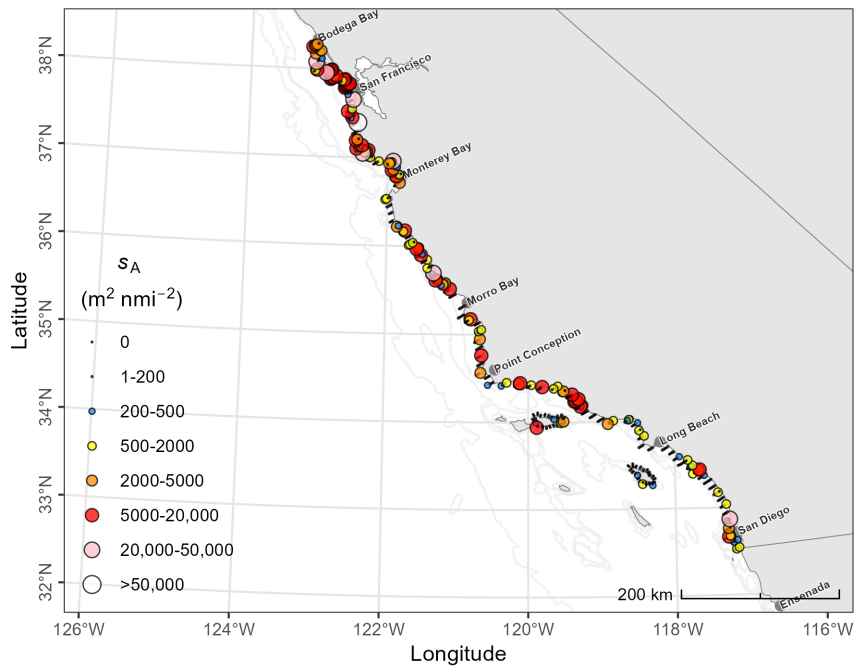 Bodega Bay
38°N
San Francisco
37°N
Monterey Bay
36°N
Morro Bay
35°N
Point Conception
34°N
Long Beach
33°N
San Diego
32°N
Ensenada
Latitude
sA
(m² nmi⁻²)
0
1-200
200-500
500-2000
2000-5000
5000-20,000
20,000-50,000
>50,000
200 km
126°W 124°W 122°W 120°W 118°W 116°W
Longitude